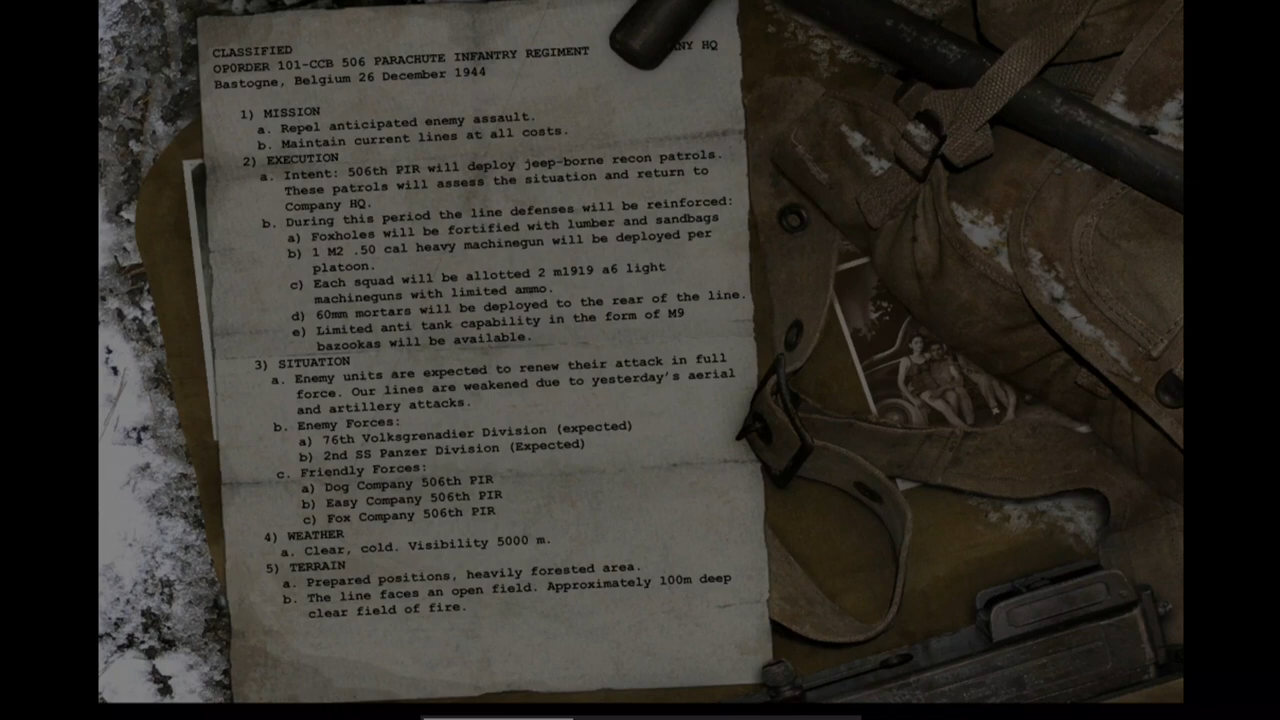 CLASSIFIED
OPORDER 101-CCB 506 PARACHUTE INFANTRY REGIMENT HQ
Bastogne, Belgium 26 December 1944
1) MISSION
a. Repel anticipated enemy assault.
b. Maintain current lines at all costs.
2) EXECUTION
a. Intent: 506th PIR will deploy jeep-borne recon patrols.
These patrols will assess the situation and return to
Company HQ.
b. During this period the line defenses will be reinforced:
a) Foxholes will be fortified with lumber and sandbags
b) 1 M2 .50 cal heavy machinegun will be deployed per
platoon.
c) Each squad will be allotted 2 m1919 a6 light
machineguns with limited ammo.
d) 60mm mortars will be deployed to the rear of the line.
e) Limited anti tank capability in the form of M9
bazookas will be available.
3) SITUATION
a. Enemy units are expected to renew their attack in full
force. Our lines are weakened due to yesterday's aerial
and artillery attacks.
b. Enemy Forces:
a) 76th Volksgrenadier Division (expected)
b) 2nd SS Panzer Division (Expected)
c. Friendly Forces:
a) Dog Company 506th PIR
b) Easy Company 506th PIR
c) Fox Company 506th PIR
4) WEATHER
a. Clear, cold. Visibility 5000 m.
5) TERRAIN
a. Prepared positions, heavily forested area.
b. The line faces an open field. Approximately 100m deep
clear field of fire.